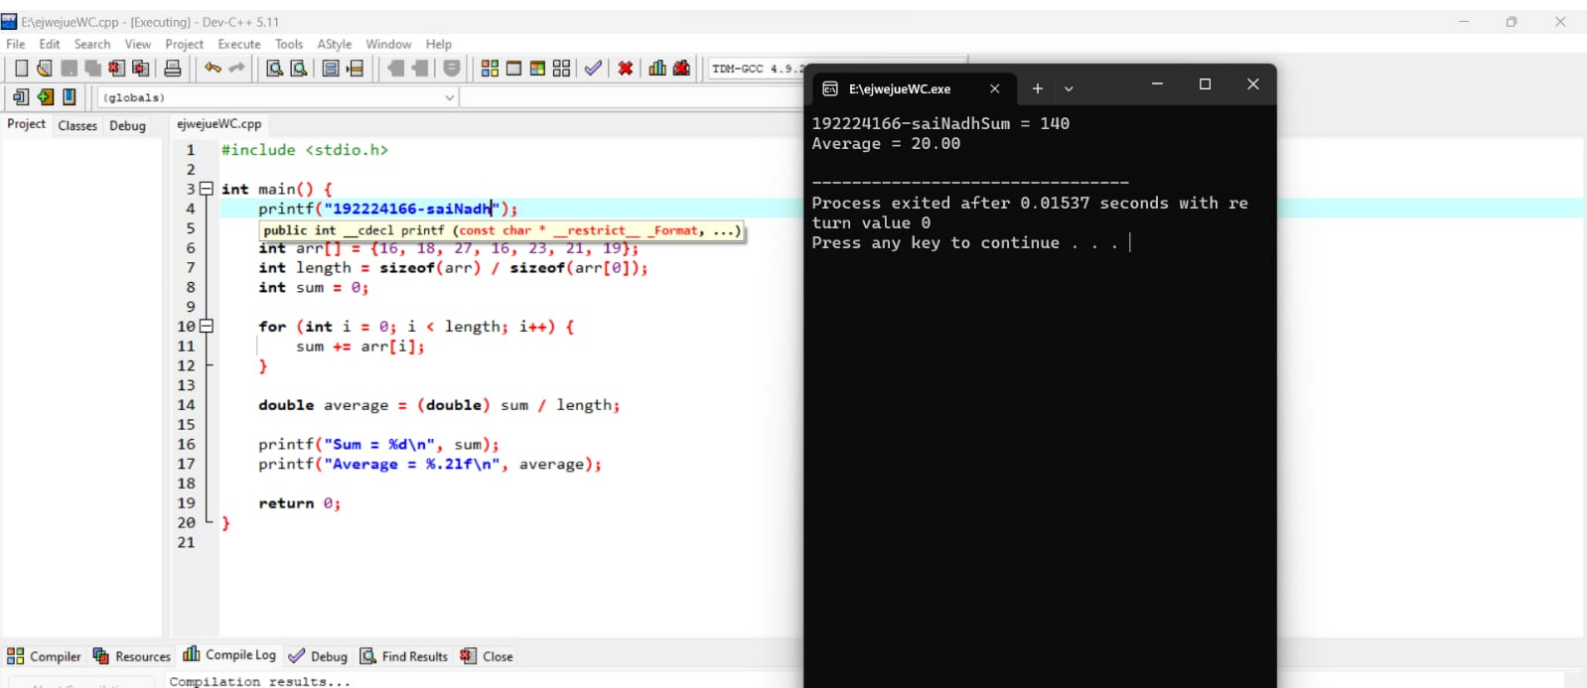 E:\ejwejueWC.cpp - [Executing] - Dev-C++ 5.11
File Edit Search View Project Execute Tools AStyle Window Help
TDM-GCC 4.9.2
(globals)
Project Classes Debug
ejwejueWC.cpp
1 #include <stdio.h>
2
3 int main() {
4 printf("192224166-saiNadh");
5 public int __cdecl printf (const char * __restrict__ _Format, ...)
6 int arr[] = {16, 18, 27, 16, 23, 21, 19};
7 int length = sizeof(arr) / sizeof(arr[0]);
8 int sum = 0;
9
10 for (int i = 0; i < length; i++) {
11 sum += arr[i];
12 }
13
14 double average = (double) sum / length;
15
16 printf("Sum = %d\n", sum);
17 printf("Average = %.2lf\n", average);
18
19 return 0;
20 }
21
Compiler Resources Compile Log Debug Find Results Close
Compilation results...
E:\ejwejueWC.exe
192224166-saiNadhSum = 140
Average = 20.00
--------------------------------
Process exited after 0.01537 seconds with re
turn value 0
Press any key to continue . . .